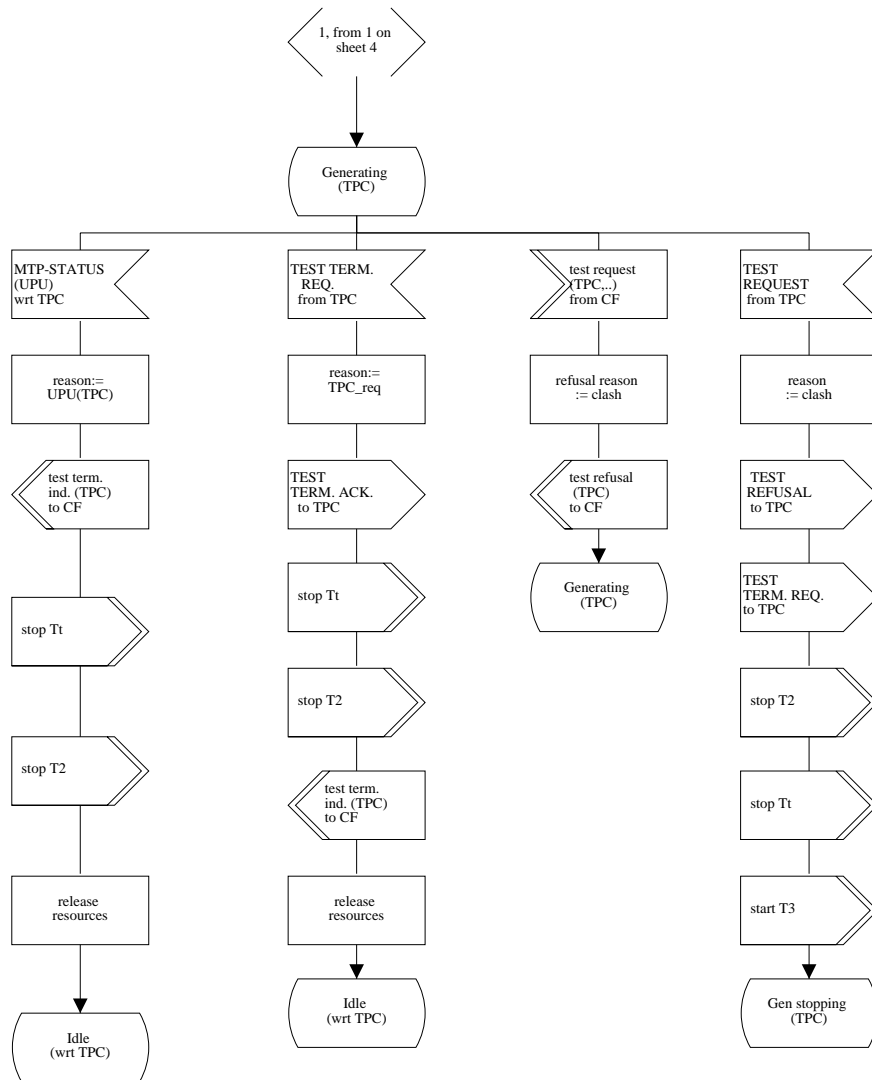 1, from 1 on
sheet 4
Generating
(TPC)
MTP-STATUS
(UPU)
wrt TPC
TEST TERM.
REQ.
from TPC
test request
(TPC,..)
from CF
TEST
REQUEST
from TPC
reason:=
UPU(TPC)
reason:=
TPC_req
refusal reason
:= clash
reason
:= clash
test term.
ind. (TPC)
to CF
TEST
TERM. ACK.
to TPC
test refusal
(TPC)
to CF
TEST
REFUSAL
to TPC
stop Tt
stop Tt
Generating
(TPC)
TEST
TERM. REQ.
to TPC
stop T2
stop T2
stop T2
test term.
ind. (TPC)
to CF
stop Tt
release
resources
release
resources
start T3
Idle
(wrt TPC)
Idle
(wrt TPC)
Gen stopping
(TPC)